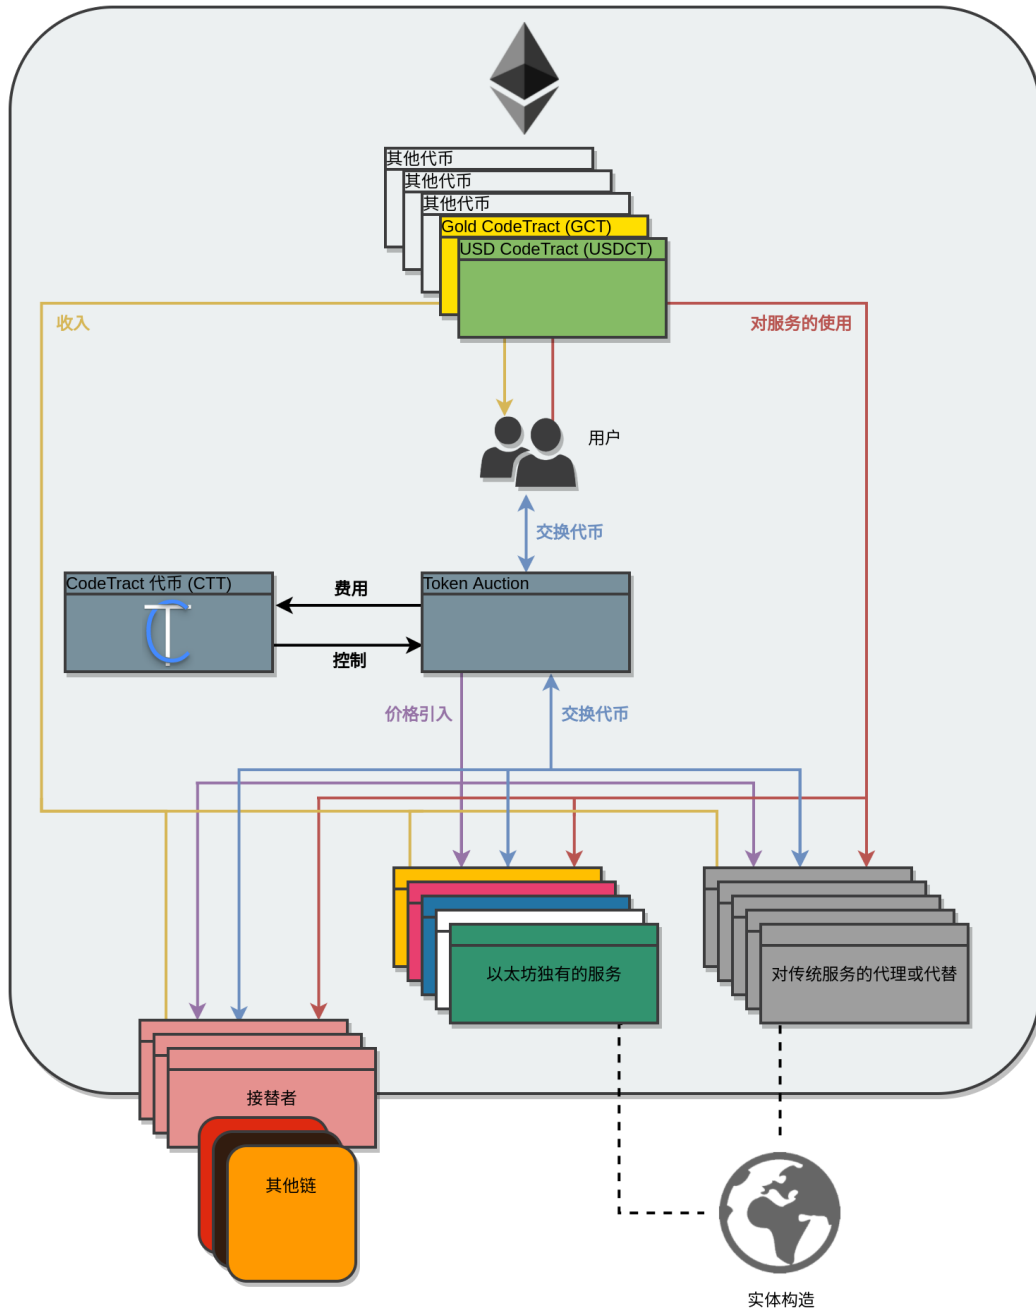 其他代币
其他代币
其他代币
Gold CodeTract (GCT)
USD CodeTract (USDCT)
收入
对服务的使用
用户
交换代币
CodeTract 代币 (CTT)
费用
Token Auction
控制
价格引入
交换代币
以太坊独有的服务
对传统服务的代理或代替
接替者
其他链
实体构造